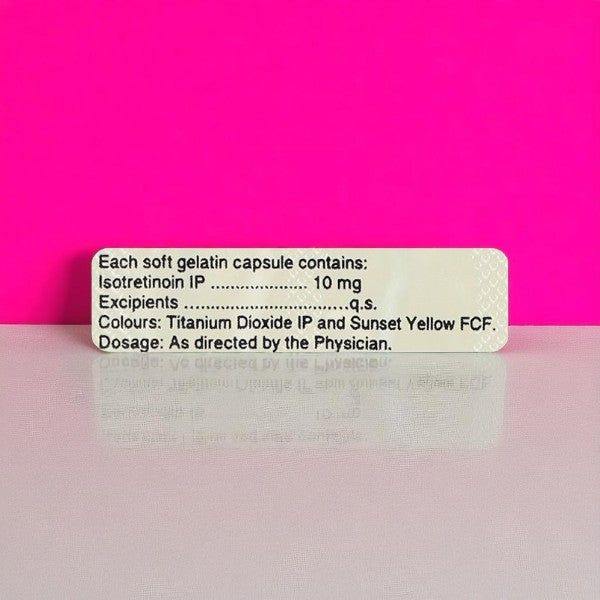 Each soft gelatin capsule contains:
Isotretinoin IP ..................... 10 mg
Excipients ....................................q.s.
Colours: Titanium Dioxide IP and Sunset Yellow FCF.
Dosage: As directed by the Physician.